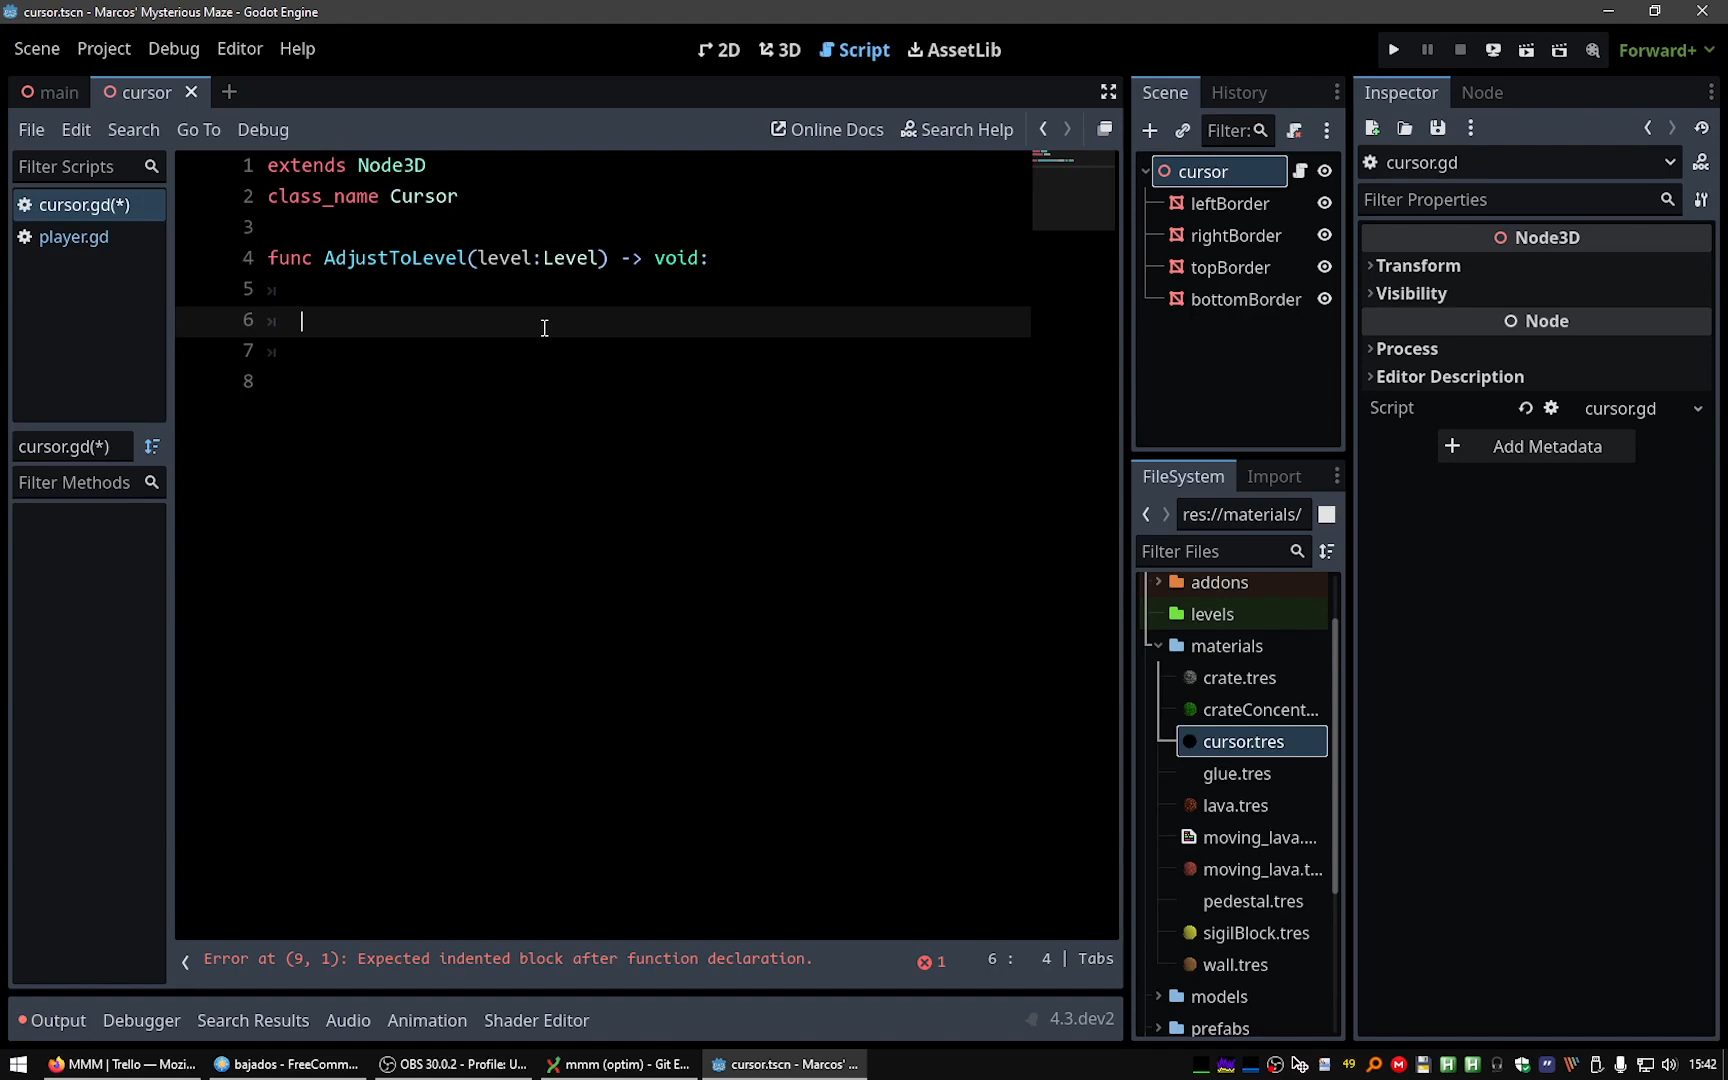 cursor.tscn - Marcos' Mysterious Maze - Godot Engine
Scene Project Debug Editor Help
2D 3D Script AssetLib
Forward+
main cursor
File Edit Search Go To Debug
Online Docs Search Help
Filter Scripts
cursor.gd(*)
player.gd
cursor.gd(*)
Filter Methods
1 extends Node3D
2 class_name Cursor
3
4 func AdjustToLevel(level:Level) -> void:
5
6
7
8
Error at (9, 1): Expected indented block after function declaration.
1 6 : 4 | Tabs
Output Debugger Search Results Audio Animation Shader Editor
4.3.dev2
Scene History
Filter:
cursor
leftBorder
rightBorder
topBorder
bottomBorder
FileSystem Import
res://materials/
Filter Files
addons
levels
materials
crate.tres
crateConcent...
cursor.tres
glue.tres
lava.tres
moving_lava....
moving_lava.t...
pedestal.tres
sigilBlock.tres
wall.tres
models
prefabs
Inspector Node
cursor.gd
Filter Properties
Node3D
Transform
Visibility
Node
Process
Editor Description
Script cursor.gd
Add Metadata
MMM | Trello — Mozi...
bajados - FreeComm...
OBS 30.0.2 - Profile: U...
mmm (optim) - Git E...
cursor.tscn - Marcos' ...
49
15:42